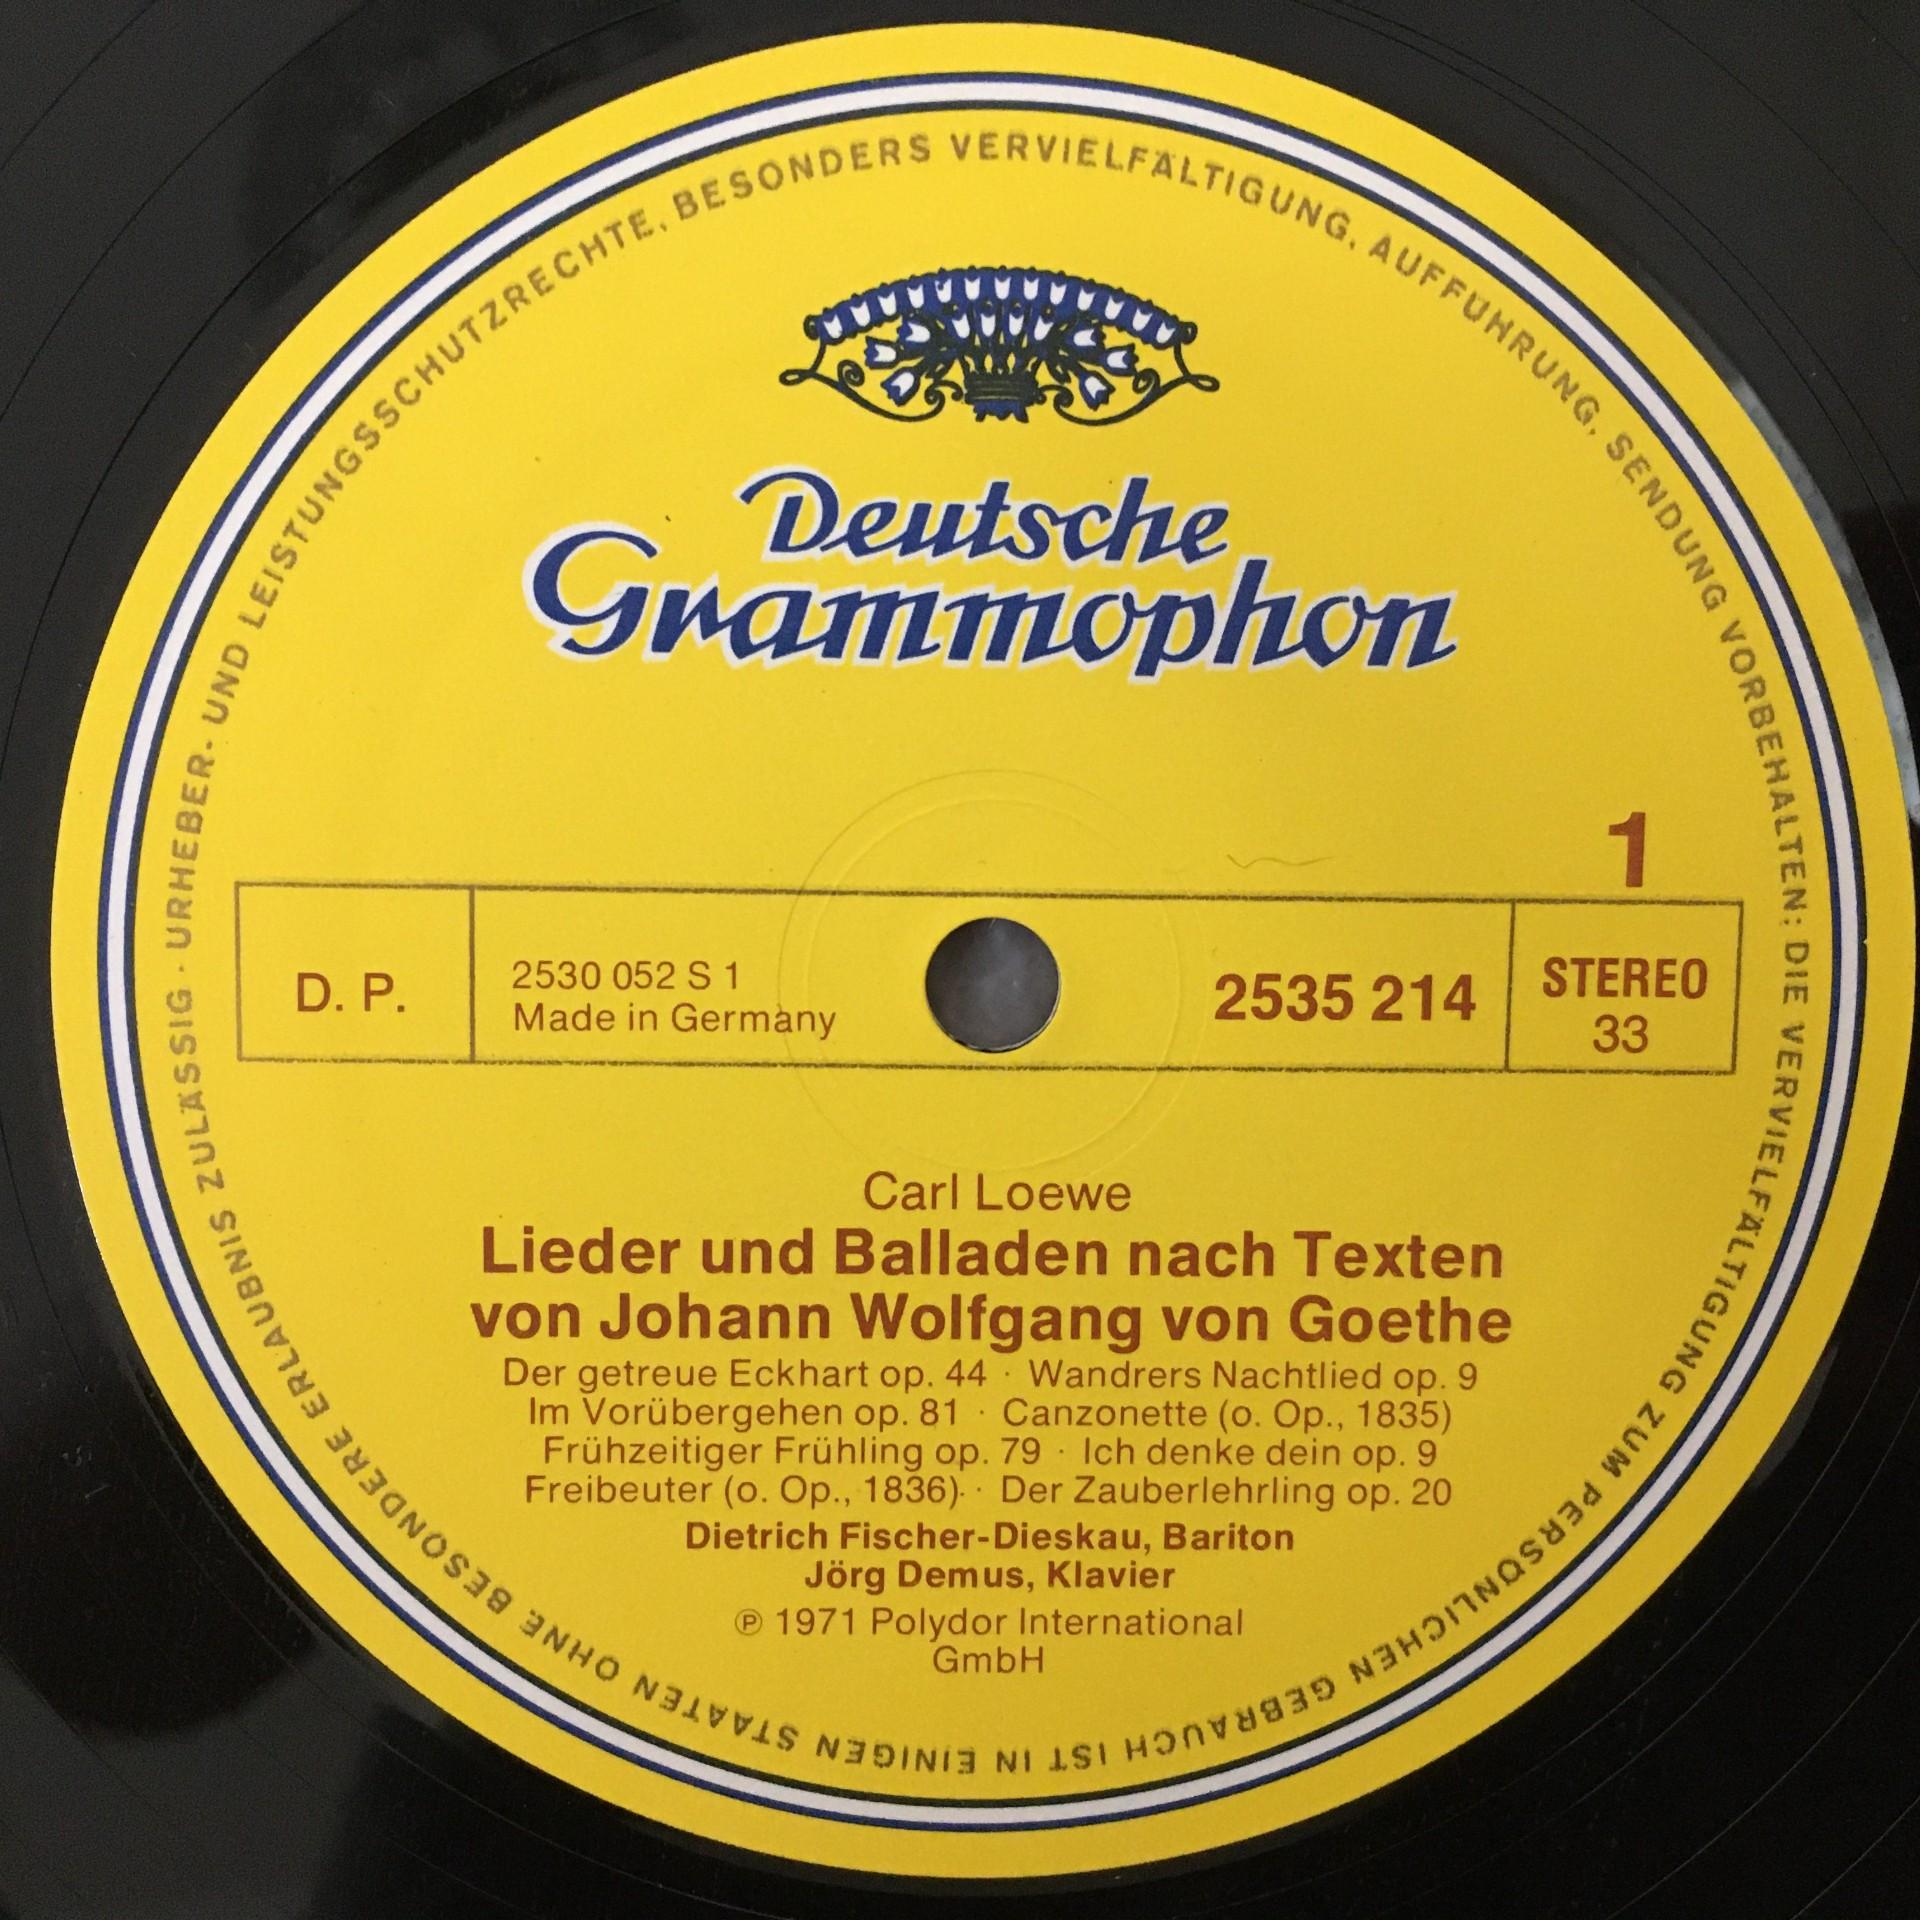 URHEBER- UND LEISTUNGSSCHUTZRECHTE, BESONDERS VERVIELFÄLTIGUNG, AUFFÜHRUNG, SENDUNG VORBEHALTEN: DIE VERVIELFÄLTIGUNG ZUM PERSÖNLICHEN GEBRAUCH IST IN EINIGEN STAATEN OHNE BESONDERE ERLAUBNIS ZULÄSSIG ·
Deutsche
Grammophon
1
D. P.
2530 052 S 1
Made in Germany
2535 214
STEREO
33
Carl Loewe
Lieder und Balladen nach Texten
von Johann Wolfgang von Goethe
Der getreue Eckhart op. 44 · Wandrers Nachtlied op. 9
Im Vorübergehen op. 81 · Canzonette (o. Op., 1835)
Frühzeitiger Frühling op. 79 · Ich denke dein op. 9
Freibeuter (o. Op., 1836) · Der Zauberlehrling op. 20
Dietrich Fischer-Dieskau, Bariton
Jörg Demus, Klavier
℗ 1971 Polydor International
GmbH